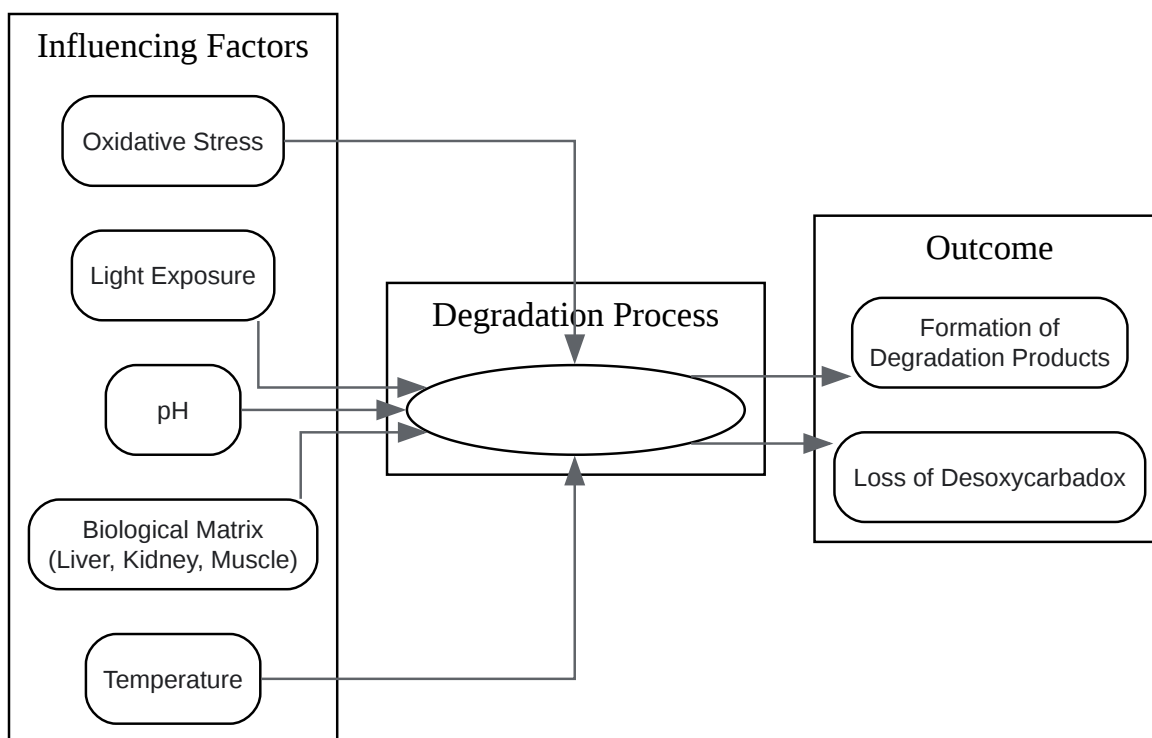 Influencing Factors
Oxidative Stress
Light Exposure
pH
Biological Matrix
(Liver, Kidney, Muscle)
Temperature
Degradation Process
Outcome
Formation of
Degradation Products
Loss of Desoxycarbadox